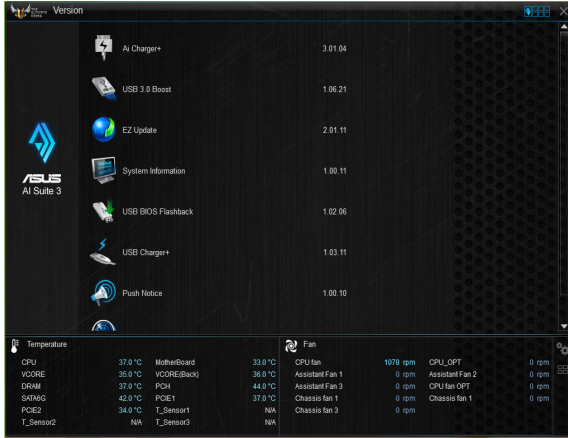 Version
Ai Charger+ 3.01.04
USB 3.0 Boost 1.06.21
EZ Update 2.01.11
System Information 1.00.11
USB BIOS Flashback 1.02.06
USB Charger+ 1.03.11
Push Notice 1.00.10
ASUS
AI Suite 3
Temperature
CPU 37.0 °C MotherBoard 33.0 °C
VCORE 35.0 °C VCORE(Back) 36.0 °C
DRAM 37.0 °C PCH 44.0 °C
SATA6G 42.0 °C PCIE1 37.0 °C
PCIE2 34.0 °C T_Sensor1 N/A
T_Sensor2 N/A T_Sensor3 N/A
Fan
CPU fan 1078 rpm CPU_OPT 0 rpm
Assistant Fan 1 0 rpm Assistant Fan 2 0 rpm
Assistant Fan 3 0 rpm CPU fan OPT 0 rpm
Chassis fan 1 0 rpm Chassis fan 1 0 rpm
Chassis fan 3 0 rpm